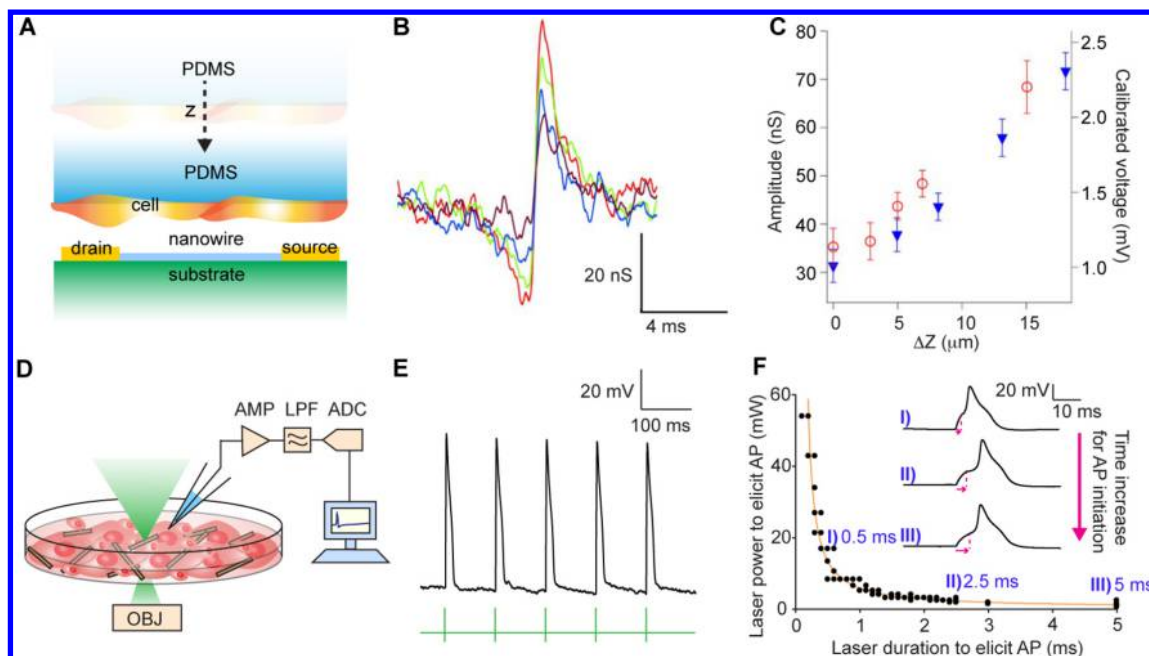 A
PDMS
Z
PDMS
cell
nanowire
drain
source
substrate
B
20 nS
4 ms
C
Amplitude (nS)
80
70
60
50
40
30
0
5
10
15
ΔZ (μm)
2.5
2.0
1.5
1.0
Calibrated voltage (mV)
D
AMP LPF ADC
OBJ
E
20 mV
100 ms
F
Laser power to elicit AP (mW)
60
40
20
0
0
1
2
3
4
5
Laser duration to elicit AP (ms)
20 mV
10 ms
I)
II)
III)
Time increase
for AP initiation
I) 0.5 ms
II) 2.5 ms
III) 5 ms